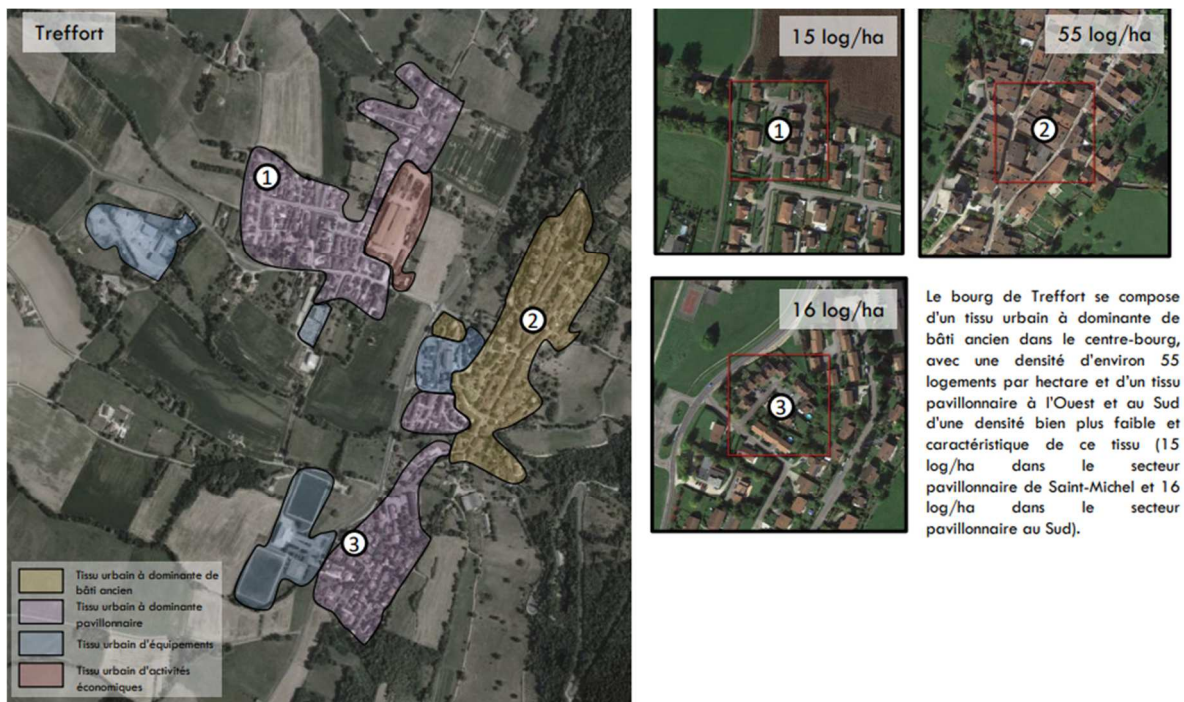 Treffort
1
2
3
Tissu urbain à dominante de
bâti ancien
Tissu urbain à dominante
pavillonnaire
Tissu urbain d'équipements
Tissu urbain d'activités
économiques
15 log/ha
1
55 log/ha
2
16 log/ha
3
Le bourg de Treffort se compose
d'un tissu urbain à dominante de
bâti ancien dans le centre-bourg,
avec une densité d'environ 55
logements par hectare et d'un tissu
pavillonnaire à l'Ouest et au Sud
d'une densité bien plus faible et
caractéristique de ce tissu (15
log/ha dans le secteur
pavillonnaire de Saint-Michel et 16
log/ha dans le secteur
pavillonnaire au Sud).